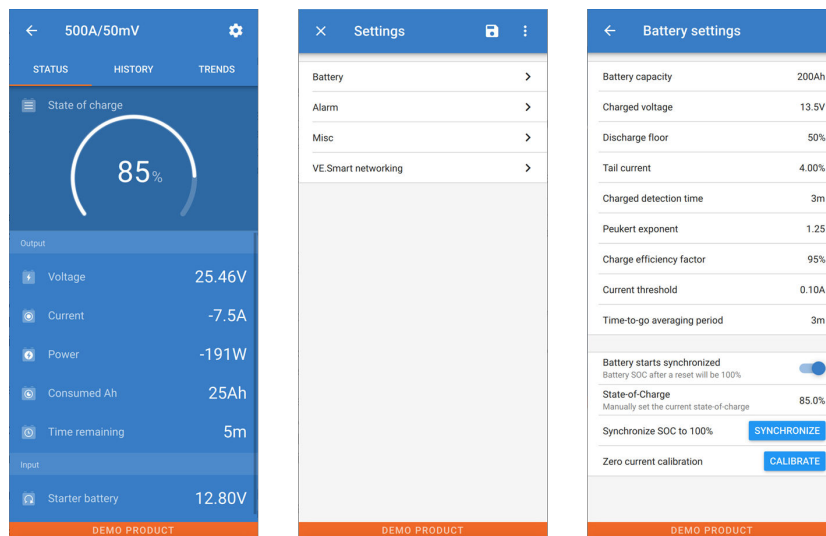 500A/50mV
STATUS HISTORY TRENDS
State of charge
85%
Output
Voltage 25.46V
Current -7.5A
Power -191W
Consumed Ah 25Ah
Time remaining 5m
Input
Starter battery 12.80V
DEMO PRODUCT
Settings
Battery
Alarm
Misc
VE.Smart networking
DEMO PRODUCT
Battery settings
Battery capacity 200Ah
Charged voltage 13.5V
Discharge floor 50%
Tail current 4.00%
Charged detection time 3m
Peukert exponent 1.25
Charge efficiency factor 95%
Current threshold 0.10A
Time-to-go averaging period 3m
Battery starts synchronized
Battery SOC after a reset will be 100%
State-of-Charge 85.0%
Manually set the current state-of-charge
Synchronize SOC to 100% SYNCHRONIZE
Zero current calibration CALIBRATE
DEMO PRODUCT